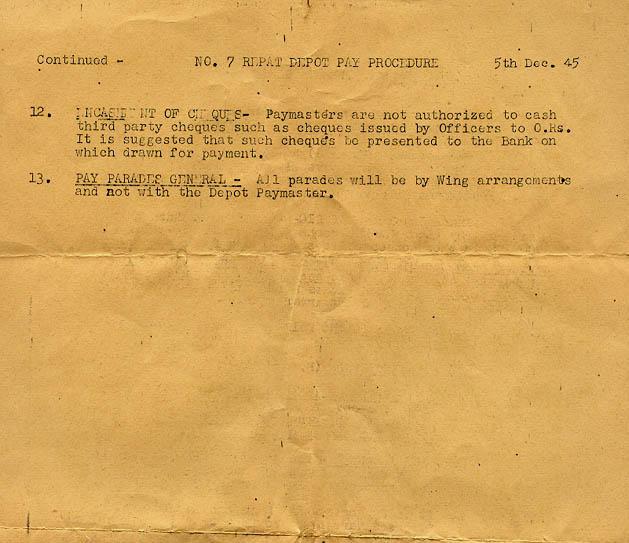 Continued - NO. 7 REPAT DEPOT PAY PROCEDURE 5th Dec. 45
12. ENCASHMENT OF CHEQUES- Paymasters are not authorized to cash
third party cheques such as cheques issued by Officers to O.Rs.
It is suggested that such cheques be presented to the Bank on
which drawn for payment.
13. PAY PARADES GENERAL - All parades will be by Wing arrangements
and not with the Depot Paymaster.